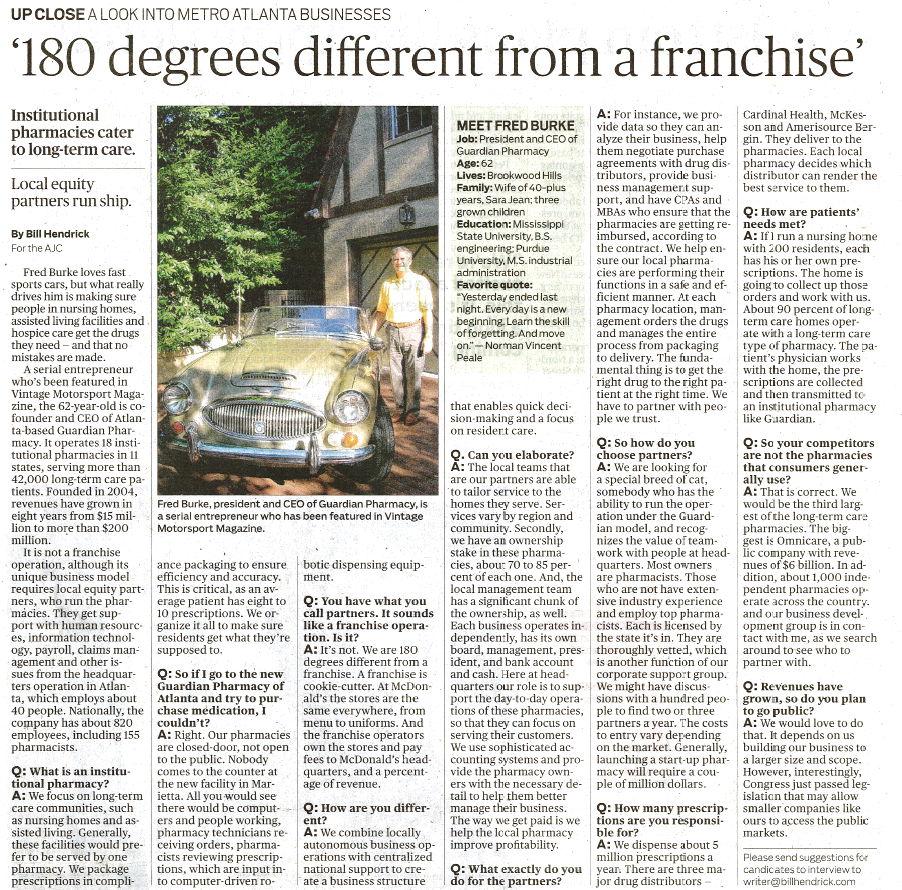 UP CLOSE A LOOK INTO METRO ATLANTA BUSINESSES
‘180 degrees different from a franchise’
Institutional
pharmacies cater
to long-term care.
Local equity
partners run ship.
By Bill Hendrick
For the AJC
Fred Burke loves fast
sports cars, but what really
drives him is making sure
people in nursing homes,
assisted living facilities and
hospice care get the drugs
they need – and that no
mistakes are made.
A serial entrepreneur
who's been featured in
Vintage Motorsport Maga-
zine, the 62-year-old is co-
founder and CEO of Atlan-
ta-based Guardian Phar-
macy. It operates 18 insti-
tutional pharmacies in 11
states, serving more than
42,000 long-term care pa-
tients. Founded in 2004,
revenues have grown in
eight years from $15 mil-
lion to more than $200
million.
It is not a franchise
operation, although its
unique business model
requires local equity part-
ners, who run the phar-
macies. They get sup-
port with human resourc-
es, information technol-
ogy, payroll, claims man-
agement and other is-
sues from the headquar-
ters operation in Atlan-
ta, which employs about
40 people. Nationally, the
company has about 820
employees, including 155
pharmacists.
Q: What is an institu-
tional pharmacy?
A: We focus on long-term
care communities, such
as nursing homes and as-
sisted living. Generally,
these facilities would pre-
fer to be served by one
pharmacy. We package
prescriptions in compli-
Fred Burke, president and CEO of Guardian Pharmacy, is
a serial entrepreneur who has been featured in Vintage
Motorsport Magazine.
ance packaging to ensure
efficiency and accuracy.
This is critical, as an av-
erage patient has eight to
10 prescriptions. We or-
ganize it all to make sure
residents get what they're
supposed to.
Q: So if I go to the new
Guardian Pharmacy of
Atlanta and try to pur-
chase medication, I
couldn't?
A: Right. Our pharmacies
are closed-door, not open
to the public. Nobody
comes to the counter at
the new facility in Mar-
ietta. All you would see
there would be comput-
ers and people working,
pharmacy technicians re-
ceiving orders, pharma-
cists reviewing prescrip-
tions, which are input in-
to computer-driven ro-
botic dispensing equip-
ment.
Q: You have what you
call partners. It sounds
like a franchise opera-
tion. Is it?
A: It's not. We are 180
degrees different from a
franchise. A franchise is
cookie-cutter. At McDon-
ald's the stores are the
same everywhere, from
menu to uniforms. And
the franchise operators
own the stores and pay
fees to McDonald's head-
quarters, and a percent-
age of revenue.
Q: How are you differ-
ent?
A: We combine locally
autonomous business op-
erations with centralized
national support to cre-
ate a business structure
MEET FRED BURKE
Job: President and CEO of
Guardian Pharmacy
Age: 62
Lives: Brookwood Hills
Family: Wife of 40-plus
years, Sara Jean; three
grown children
Education: Mississippi
State University, B.S.
engineering; Purdue
University, M.S. industrial
administration
Favorite quote:
"Yesterday ended last
night. Every day is a new
beginning. Learn the skill
of forgetting. And move
on." — Norman Vincent
Peale
that enables quick deci-
sion-making and a focus
on resident care.
Q. Can you elaborate?
A: The local teams that
are our partners are able
to tailor service to the
homes they serve. Ser-
vices vary by region and
community. Secondly,
we have an ownership
stake in these pharma-
cies, about 70 to 85 per-
cent of each one. And, the
local management team
has a significant chunk of
the ownership, as well.
Each business operates in-
dependently, has its own
board, management, pres-
ident, and bank account
and cash. Here at head-
quarters our role is to sup-
port the day-to-day opera-
tions of these pharmacies,
so that they can focus on
serving their customers.
We use sophisticated ac-
counting systems and pro-
vide the pharmacy own-
ers with the necessary de-
tail to help them better
manage their business.
The way we get paid is we
help the local pharmacy
improve profitability.
Q: What exactly do you
do for the partners?
A: For instance, we pro-
vide data so they can an-
alyze their business, help
them negotiate purchase
agreements with drug dis-
tributors, provide busi-
ness management sup-
port, and have CPAs and
MBAs who ensure that the
pharmacies are getting re-
imbursed, according to
the contract. We help en-
sure our local pharma-
cies are performing their
functions in a safe and ef-
ficient manner. At each
pharmacy location, man-
agement orders the drugs
and manages the entire
process from packaging
to delivery. The funda-
mental thing is to get the
right drug to the right pa-
tient at the right time. We
have to partner with peo-
ple we trust.
Q: So how do you
choose partners?
A: We are looking for
a special breed of cat,
somebody who has the
ability to run the oper-
ation under the Guard-
ian model, and recog-
nizes the value of team-
work with people at head-
quarters. Most owners
are pharmacists. Those
who are not have exten-
sive industry experience
and employ top pharma-
cists. Each is licensed by
the state it's in. They are
thoroughly vetted, which
is another function of our
corporate support group.
We might have discus-
sions with a hundred peo-
ple to find two or three
partners a year. The costs
to entry vary depending
on the market. Generally,
launching a start-up phar-
macy will require a cou-
ple of million dollars.
Q: How many prescrip-
tions are you responsi-
ble for?
A: We dispense about 5
million prescriptions a
year. There are three ma-
jor drug distributors –
Cardinal Health, McKes-
son and Amerisource Ber-
gin. They deliver to the
pharmacies. Each local
pharmacy decides which
distributor can render the
best service to them.
Q: How are patients'
needs met?
A: If I run a nursing home
with 200 residents, each
has his or her own pre-
scriptions. The home is
going to collect up those
orders and work with us.
About 90 percent of long-
term care homes oper-
ate with a long-term care
type of pharmacy. The pa-
tient's physician works
with the home, the pre-
scriptions are collected
and then transmitted to
an institutional pharmacy
like Guardian.
Q: So your competitors
are not the pharmacies
that consumers gener-
ally use?
A: That is correct. We
would be the third larg-
est of the long-term care
pharmacies. The big-
gest is Omnicare, a pub-
lic company with reve-
nues of $6 billion. In ad-
dition, about 1,000 inde-
pendent pharmacies op-
erate across the country,
and our business devel-
opment group is in con-
tact with me, as we search
around to see who to
partner with.
Q: Revenues have
grown, so do you plan
to go public?
A: We would love to do
that. It depends on us
building our business to
a larger size and scope.
However, interestingly,
Congress just passed leg-
islation that may allow
smaller companies like
ours to access the public
markets.
Please send suggestions for
candicates to interview to
writer@billhendrick.com